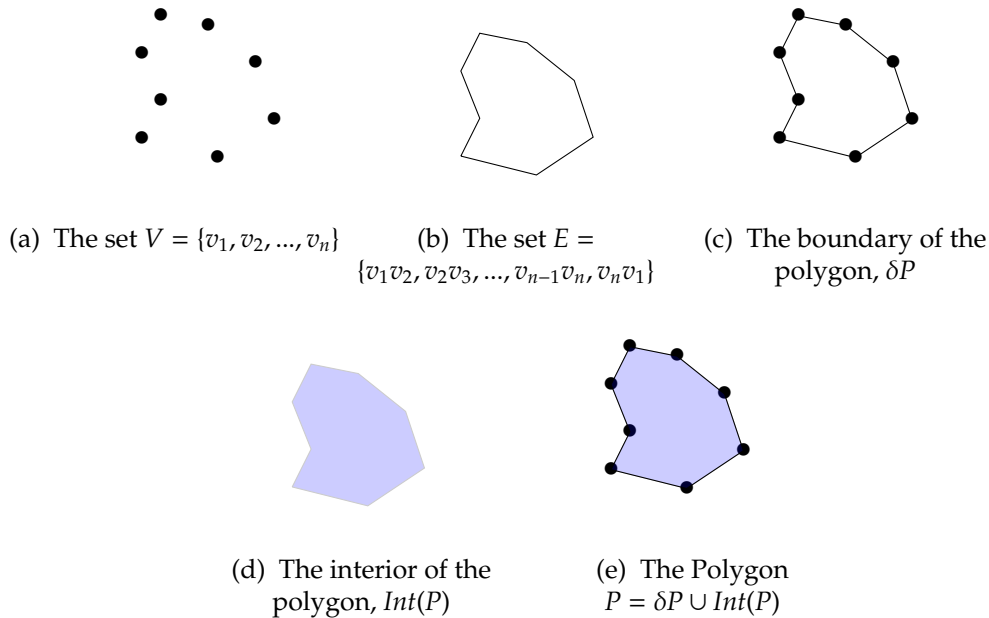 (a) The set V = {v₁, v₂, ..., vₙ}
(b) The set E =
{v₁v₂, v₂v₃, ..., vₙ₋₁vₙ, vₙv₁}
(c) The boundary of the
polygon, δP
(d) The interior of the
polygon, Int(P)
(e) The Polygon
P = δP ∪ Int(P)